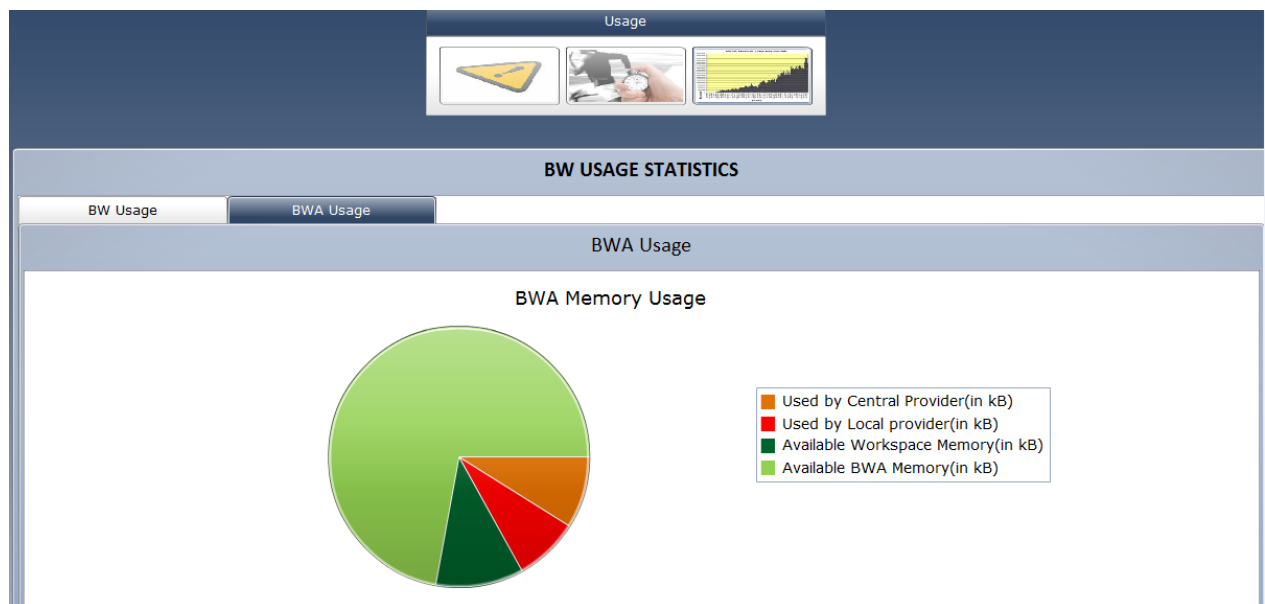 Usage
BW USAGE STATISTICS
BW Usage
BWA Usage
BWA Usage
BWA Memory Usage
Used by Central Provider(in kB)
Used by Local provider(in kB)
Available Workspace Memory(in kB)
Available BWA Memory(in kB)